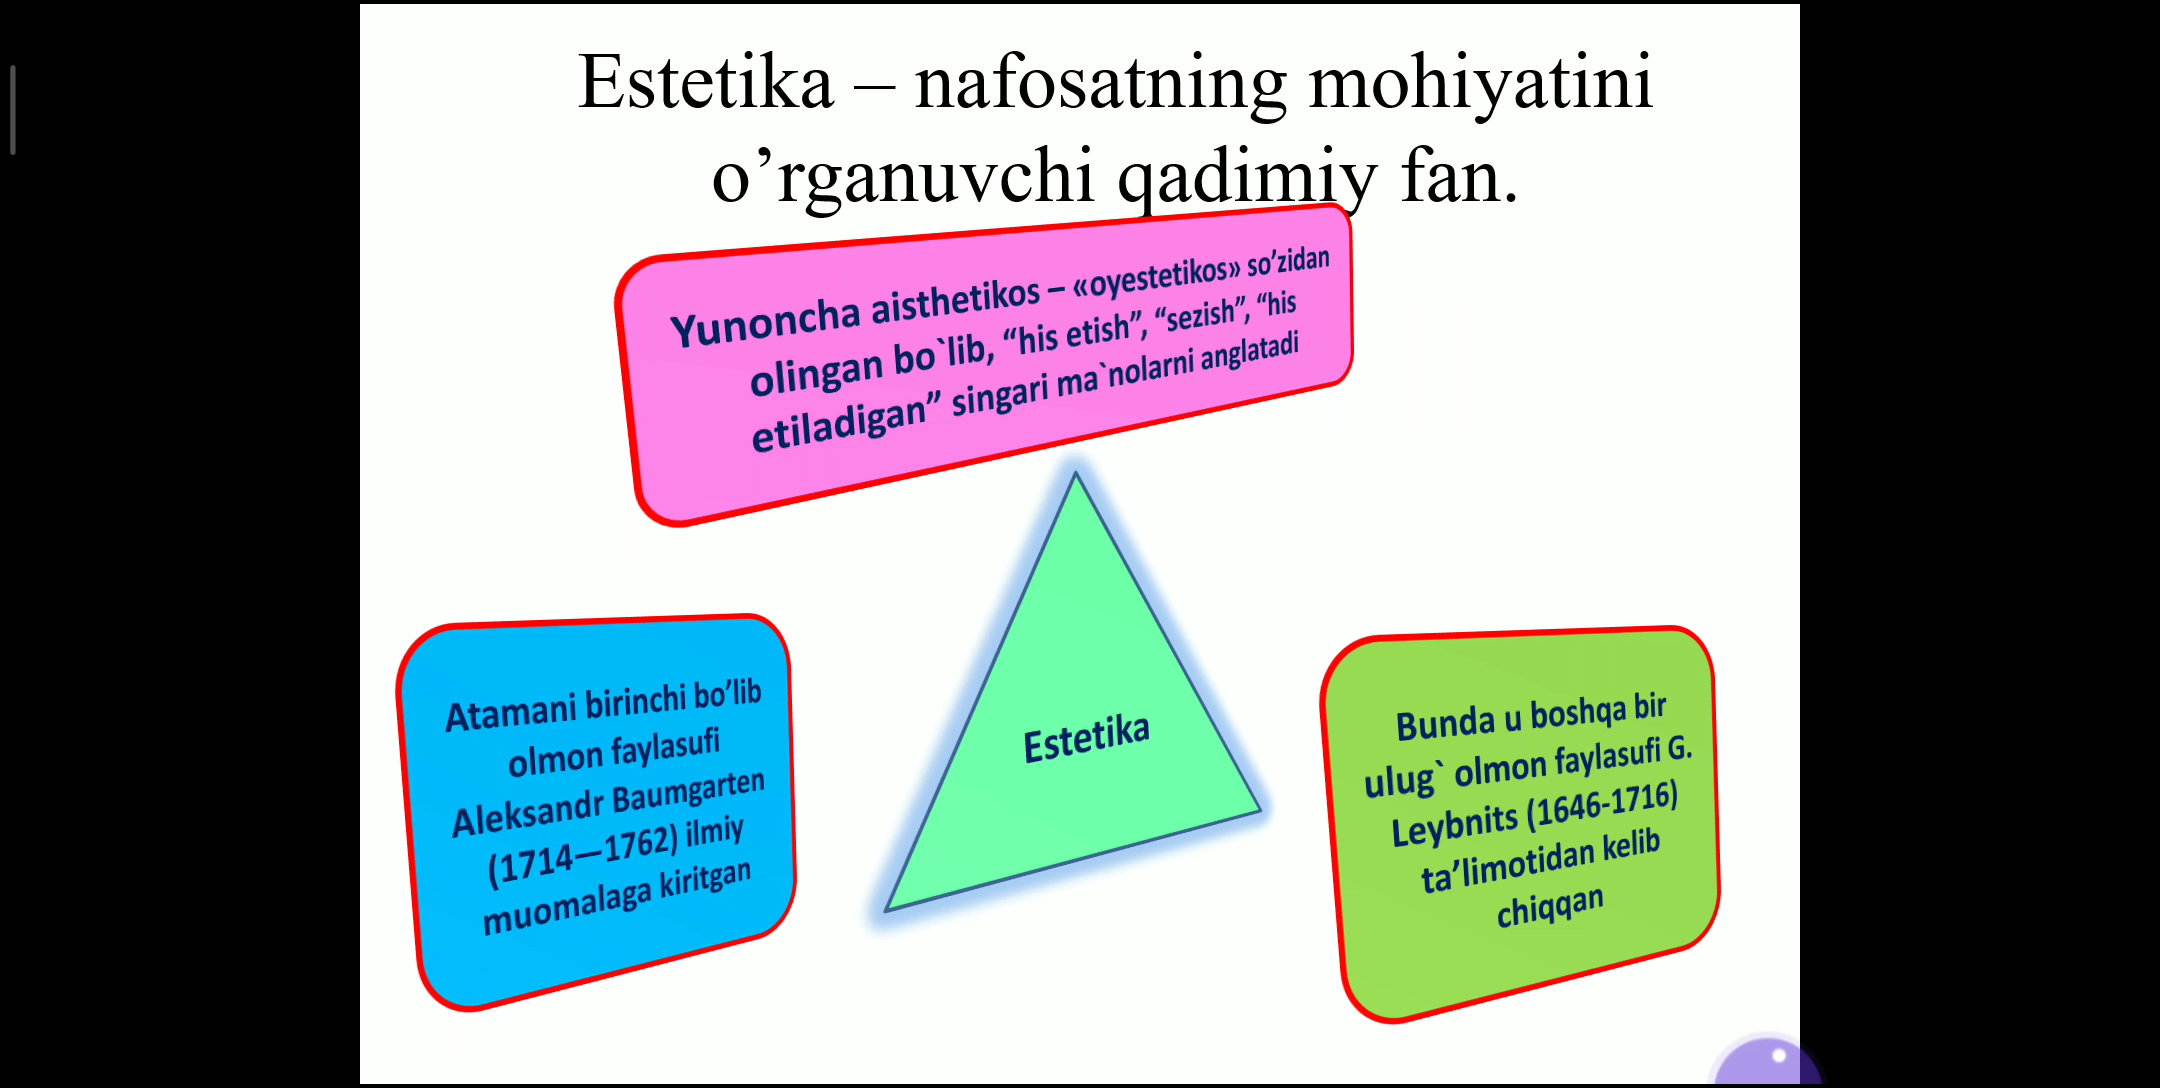 Estetika – nafosatning mohiyatini
o’rganuvchi qadimiy fan.
Yunoncha aisthetikos – «oyestetikos» so’zidan
olingan bo`lib, “his etish”, “sezish”, “his
etiladigan” singari ma`nolarni anglatadi
Atamani birinchi bo’lib
olmon faylasufi
Aleksandr Baumgarten
(1714—1762) ilmiy
muomalaga kiritgan
Estetika
Bunda u boshqa bir
ulug` olmon faylasufi G.
Leybnits (1646-1716)
ta’limotidan kelib
chiqqan